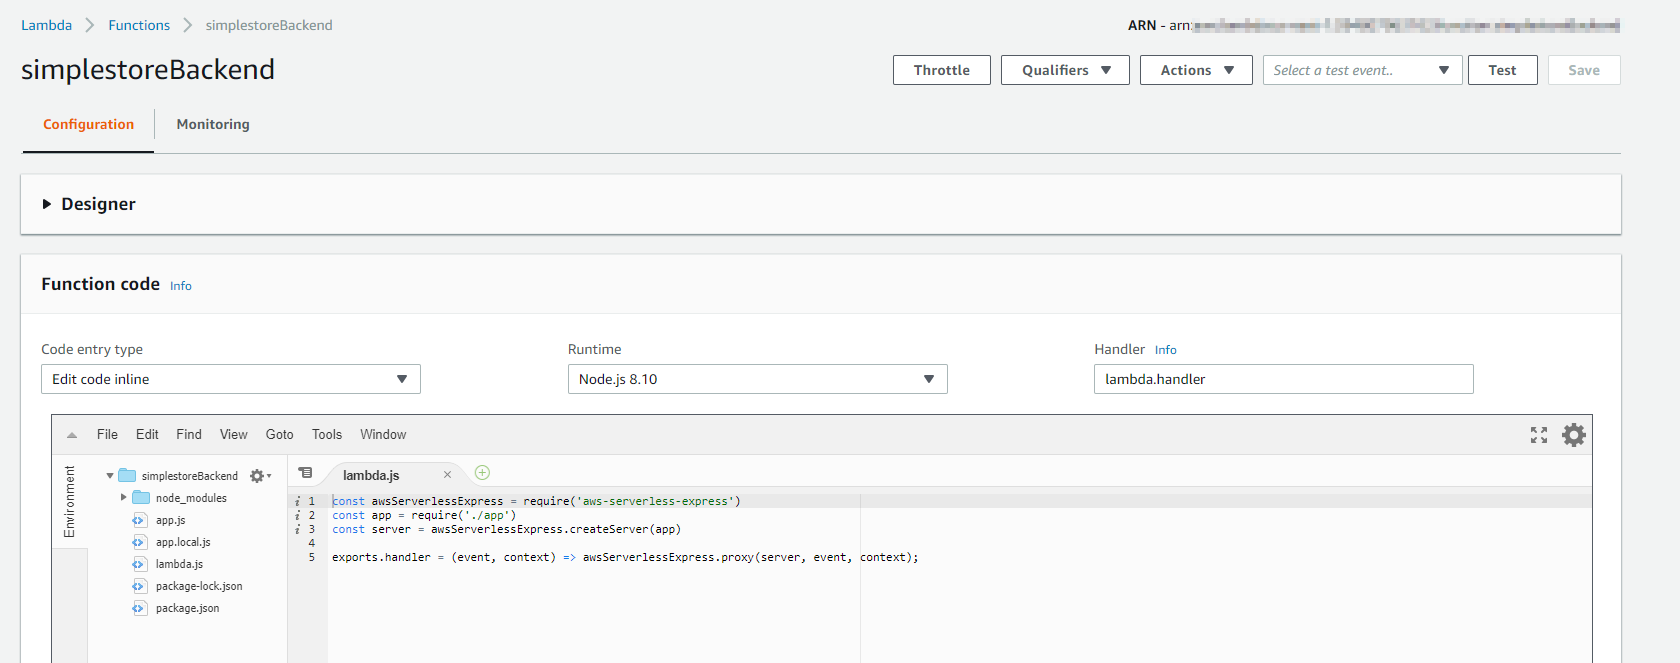 Lambda Functions simplestoreBackend
ARN - arn:
simplestoreBackend
Throttle Qualifiers Actions Select a test event.. Test Save
Configuration Monitoring
Designer
Function code Info
Code entry type Runtime Handler Info
Edit code inline Node.js 8.10 lambda.handler
File Edit Find View Goto Tools Window
Environment
simplestoreBackend
node_modules
app.js
app.local.js
lambda.js
package-lock.json
package.json
lambda.js
1 const awsServerlessExpress = require('aws-serverless-express')
2 const app = require('./app')
3 const server = awsServerlessExpress.createServer(app)
4
5 exports.handler = (event, context) => awsServerlessExpress.proxy(server, event, context);